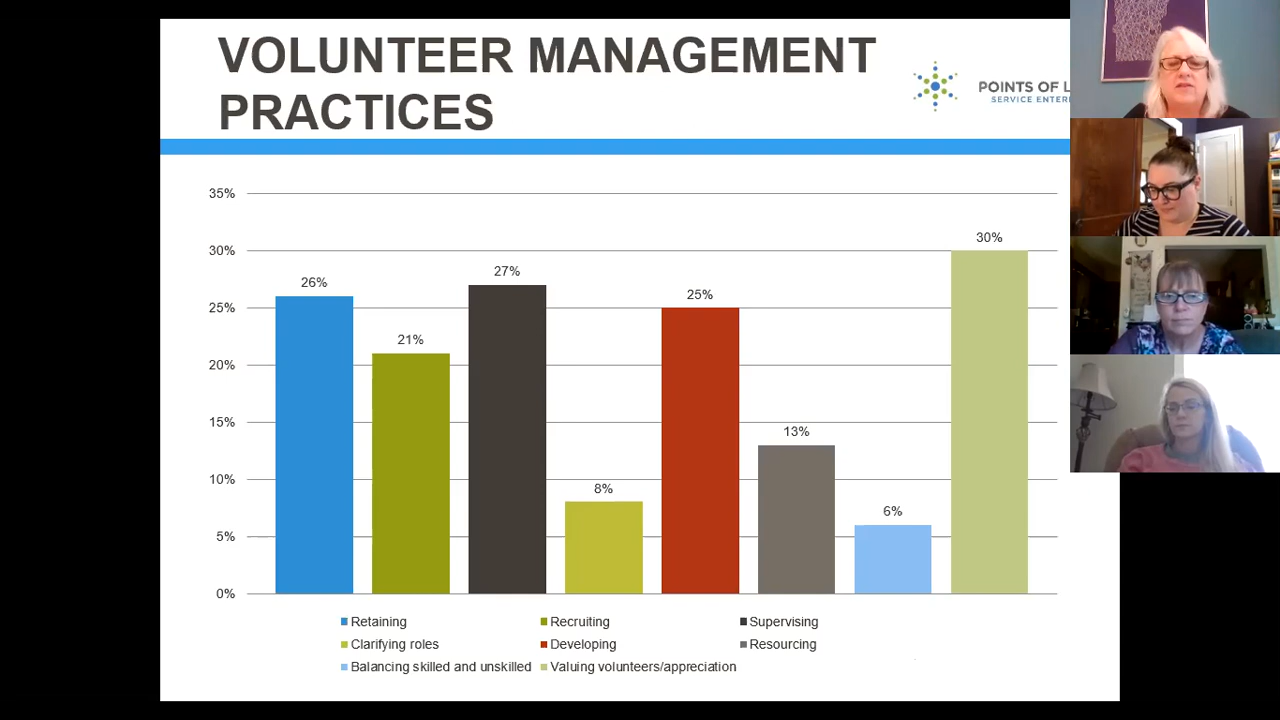 VOLUNTEER MANAGEMENT
PRACTICES
POINTS OF
SERVICE
35%
30%
25%
20%
15%
10%
5%
0%
26%
21%
27%
8%
25%
13%
6%
30%
Retaining
Recruiting
Supervising
Clarifying roles
Developing
Resourcing
Balancing skilled and unskilled
Valuing volunteers/appreciation